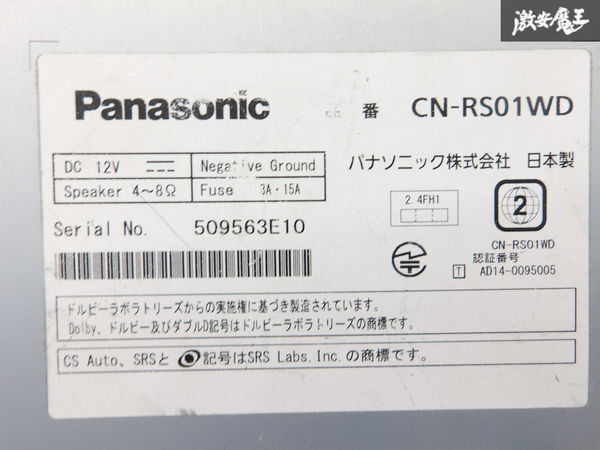 激安魔王
Panasonic
品番 CN-RS01WD
DC 12V
Negative Ground
Speaker 4〜8Ω
Fuse 3A・15A
パナソニック株式会社 日本製
Serial No. 509563E10
2.4FH1
2
CN-RS01WD
認証番号
T AD14-0095005
ドルビーラボラトリーズからの実施権に基づき製造されています。
Dolby、ドルビー及びダブルD記号はドルビーラボラトリーズの商標です。
CS Auto、SRSと 記号はSRS Labs,Inc.の商標です。